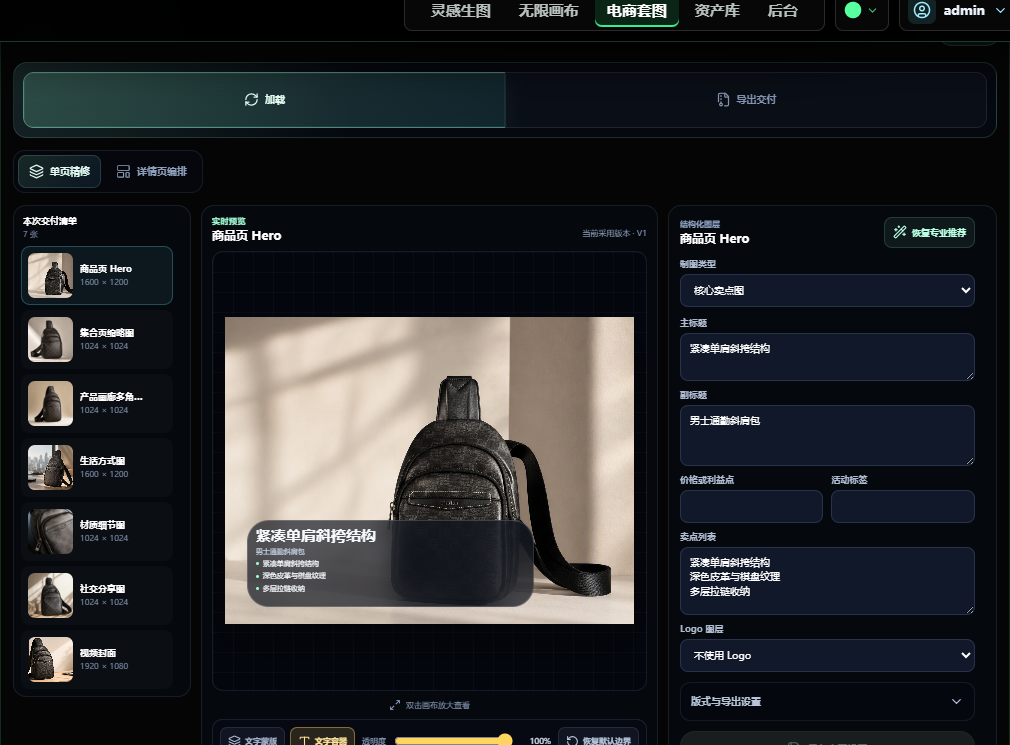 灵感生图
无限画布
电商套图
资产库
后台
admin
加载
导出交付
单页精修
详情页编排
本次交付清单
7 张
商品页 Hero
1600 × 1200
集合页缩略图
1024 × 1024
产品画廊多角...
1024 × 1024
生活方式图
1600 × 1200
材质细节图
1024 × 1024
社交分享图
1024 × 1024
视频封面
1920 × 1080
实时预览
商品页 Hero
当前采用版本 · V1
紧凑单肩斜挎结构
男士通勤斜肩包
紧凑单肩斜挎结构
深色皮革与棋盘纹理
多层拉链收纳
双击画布放大查看
文字蒙版
文字容器
透明度
100%
恢复默认边界
结构化图层
商品页 Hero
恢复专业推荐
制图类型
核心卖点图
主标题
紧凑单肩斜挎结构
副标题
男士通勤斜肩包
价格或利益点
活动标签
卖点列表
紧凑单肩斜挎结构
深色皮革与棋盘纹理
多层拉链收纳
Logo 图层
不使用 Logo
版式与导出设置